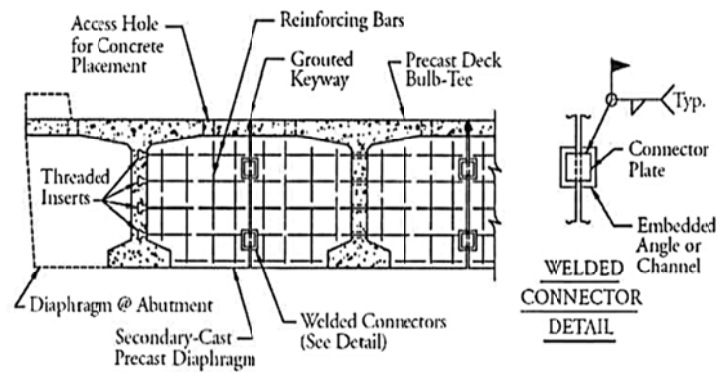 Access Hole
for Concrete
Placement
Reinforcing Bars
Grouted
Keyway
Precast Deck
Bulb-Tee
Threaded
Inserts
Diaphragm @ Abutment
Secondary-Cast
Precast Diaphragm
Welded Connectors
(See Detail)
Typ.
Connector
Plate
Embedded
Angle or
Channel
WELDED
CONNECTOR
DETAIL